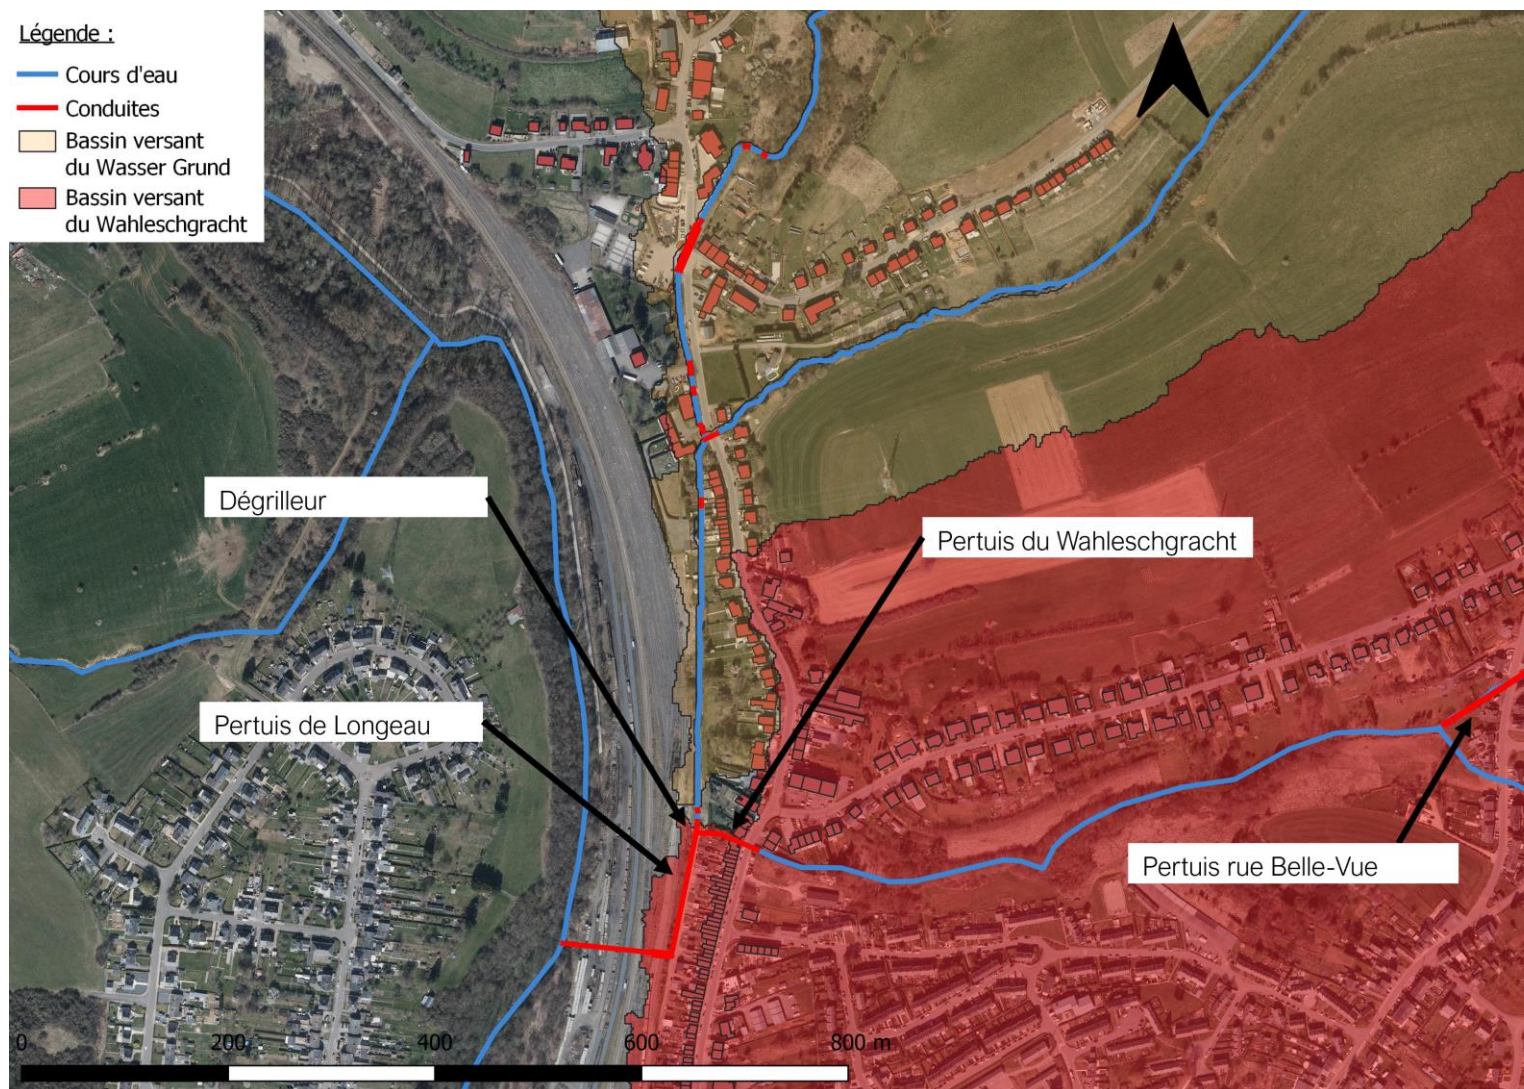 Légende :
Cours d'eau
Conduites
Bassin versant
du Wasser Grund
Bassin versant
du Wahleschgracht
Dégrilleur
Pertuis du Wahleschgracht
Pertuis de Longeau
Pertuis rue Belle-Vue
0 200 400 600 800 m